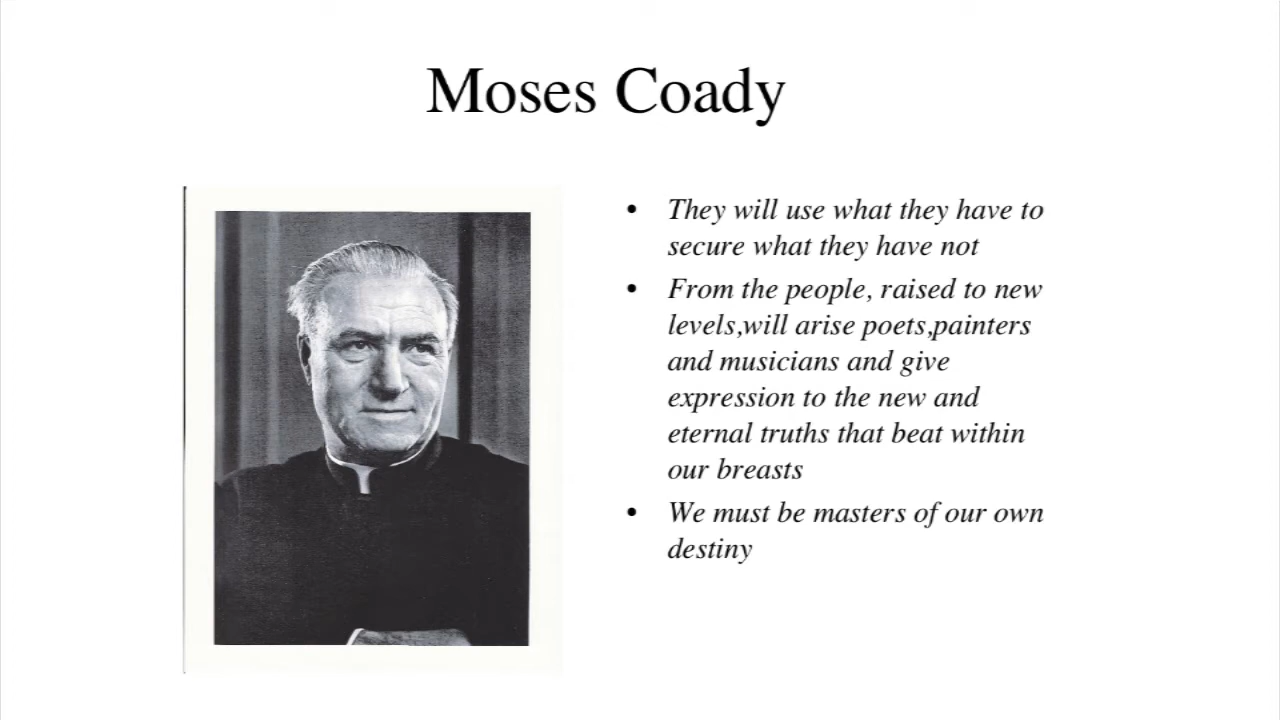 Moses Coady
• They will use what they have to
secure what they have not
• From the people, raised to new
levels,will arise poets,painters
and musicians and give
expression to the new and
eternal truths that beat within
our breasts
• We must be masters of our own
destiny